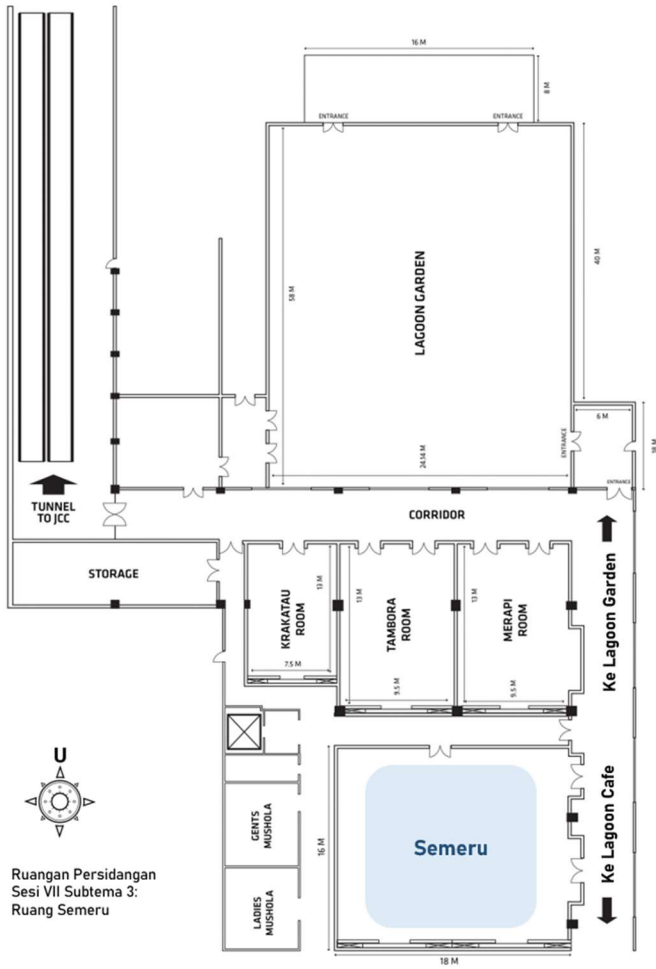 16 M
8 M
ENTRANCE
ENTRANCE
58 M
LAGOON GARDEN
40 M
6 M
18 M
24.14 M
ENTRANCE
ENTRANCE
TUNNEL
TO JCC
CORRIDOR
STORAGE
KRAKATAU
ROOM
13 M
7.5 M
13 M
TAMBORA
ROOM
9.5 M
13 M
MERAPI
ROOM
9.5 M
Ke Lagoon Garden
U
GENTS
MUSHOLA
LADIES
MUSHOLA
16 M
Semeru
18 M
Ke Lagoon Cafe
Ruangan Persidangan
Sesi VII Subtema 3:
Ruang Semeru